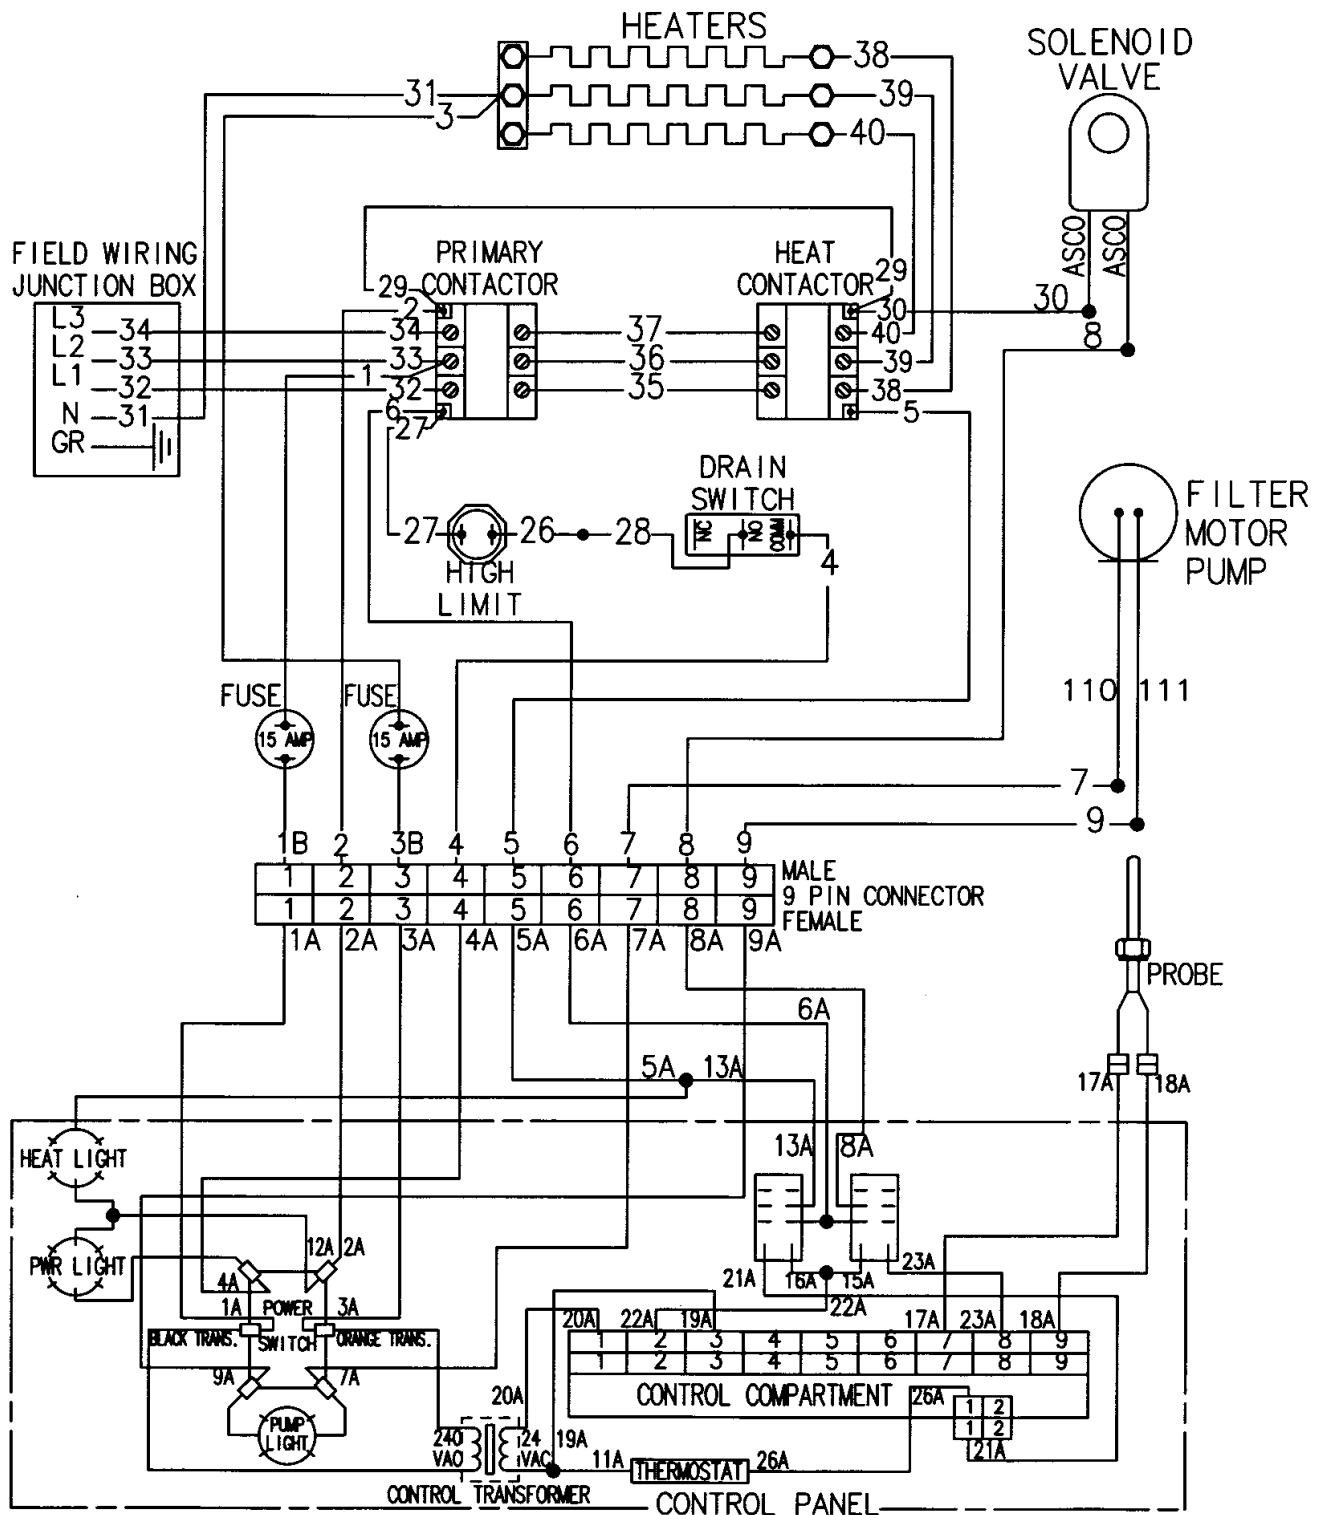 HEATERS
38
SOLENOID
VALVE
31
39
3
40
ASCO
ASCO
FIELD WIRING
JUNCTION BOX
PRIMARY
CONTACTOR
HEAT
CONTACTOR
29
29
2
30
30
8
L3
34
34
37
40
L2
33
33
36
39
L1
1
32
32
35
38
N
31
6
5
GR
27
DRAIN
SWITCH
NC
NO
COMM
27
26
28
4
HIGH
LIMIT
FILTER
MOTOR
PUMP
110
111
FUSE
FUSE
15 AMP
15 AMP
7
9
1B
2
3B
4
5
6
7
8
9
1
2
3
4
5
6
7
8
9
MALE
9 PIN CONNECTOR
FEMALE
1
2
3
4
5
6
7
8
9
1A
2A
3A
4A
5A
6A
7A
8A
9A
PROBE
6A
5A
13A
17A
18A
13A
8A
HEAT LIGHT
PWR LIGHT
12A
2A
4A
23A
21A
16A
15A
22A
1A
POWER
SWITCH
3A
BLACK TRANS.
ORANGE TRANS.
20A
22A
19A
17A
23A
18A
1
2
3
4
5
6
7
8
9
1
2
3
4
5
6
7
8
9
9A
7A
CONTROL COMPARTMENT
26A
1
2
1
2
21A
PUMP
LIGHT
20A
240
VAC
24
VAC
19A
11A
THERMOSTAT
26A
CONTROL TRANSFORMER
CONTROL PANEL